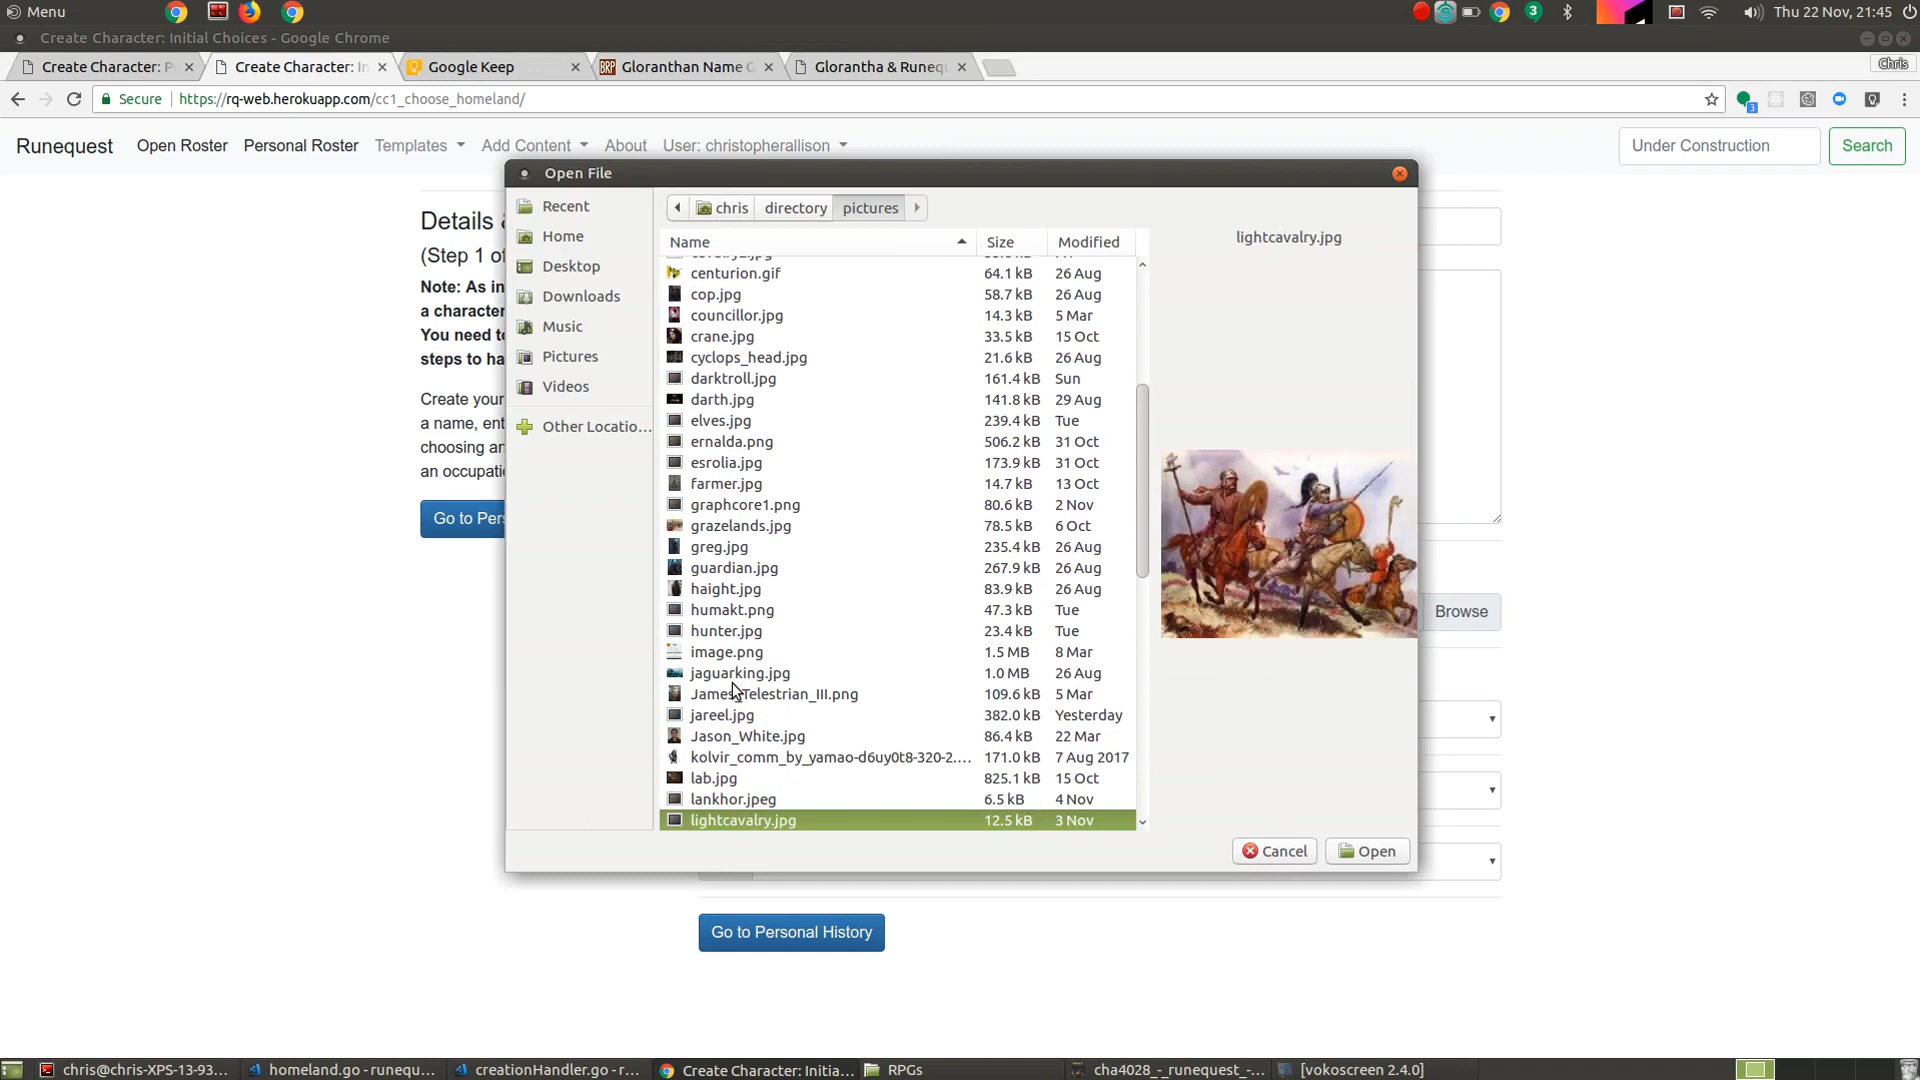 Menu
3
Thu 22 Nov, 21:45
Create Character: Initial Choices - Google Chrome
Create Character: P
Create Character: In
Google Keep
BRP Gloranthan Name G
Glorantha & Runequ
Chris
Secure https://rq-web.herokuapp.com/cc1_choose_homeland/
3
Runequest Open Roster Personal Roster Templates Add Content About User: christopherallison Under Construction Search
Open File
Details &
(Step 1 of
Note: As in
a character
You need to
steps to ha
Create your
a name, ent
choosing an
an occupati
Go to Pers
Recent
Home
Desktop
Downloads
Music
Pictures
Videos
Other Locatio...
chris directory pictures
Name Size Modified
centurion.gif 64.1 kB 26 Aug
cop.jpg 58.7 kB 26 Aug
councillor.jpg 14.3 kB 5 Mar
crane.jpg 33.5 kB 15 Oct
cyclops_head.jpg 21.6 kB 26 Aug
darktroll.jpg 161.4 kB Sun
darth.jpg 141.8 kB 29 Aug
elves.jpg 239.4 kB Tue
ernalda.png 506.2 kB 31 Oct
esrolia.jpg 173.9 kB 31 Oct
farmer.jpg 14.7 kB 13 Oct
graphcore1.png 80.6 kB 2 Nov
grazelands.jpg 78.5 kB 6 Oct
greg.jpg 235.4 kB 26 Aug
guardian.jpg 267.9 kB 26 Aug
haight.jpg 83.9 kB 26 Aug
humakt.png 47.3 kB Tue
hunter.jpg 23.4 kB Tue
image.png 1.5 MB 8 Mar
jaguarking.jpg 1.0 MB 26 Aug
James_Telestrian_III.png 109.6 kB 5 Mar
jareel.jpg 382.0 kB Yesterday
Jason_White.jpg 86.4 kB 22 Mar
kolvir_comm_by_yamao-d6uy0t8-320-2.... 171.0 kB 7 Aug 2017
lab.jpg 825.1 kB 15 Oct
lankhor.jpeg 6.5 kB 4 Nov
lightcavalry.jpg 12.5 kB 3 Nov
lightcavalry.jpg
Browse
Cancel
Open
Go to Personal History
chris@chris-XPS-13-93...
homeland.go - runequ...
creationHandler.go - r...
Create Character: Initia...
RPGs
cha4028_-_runequest_-...
[vokoscreen 2.4.0]